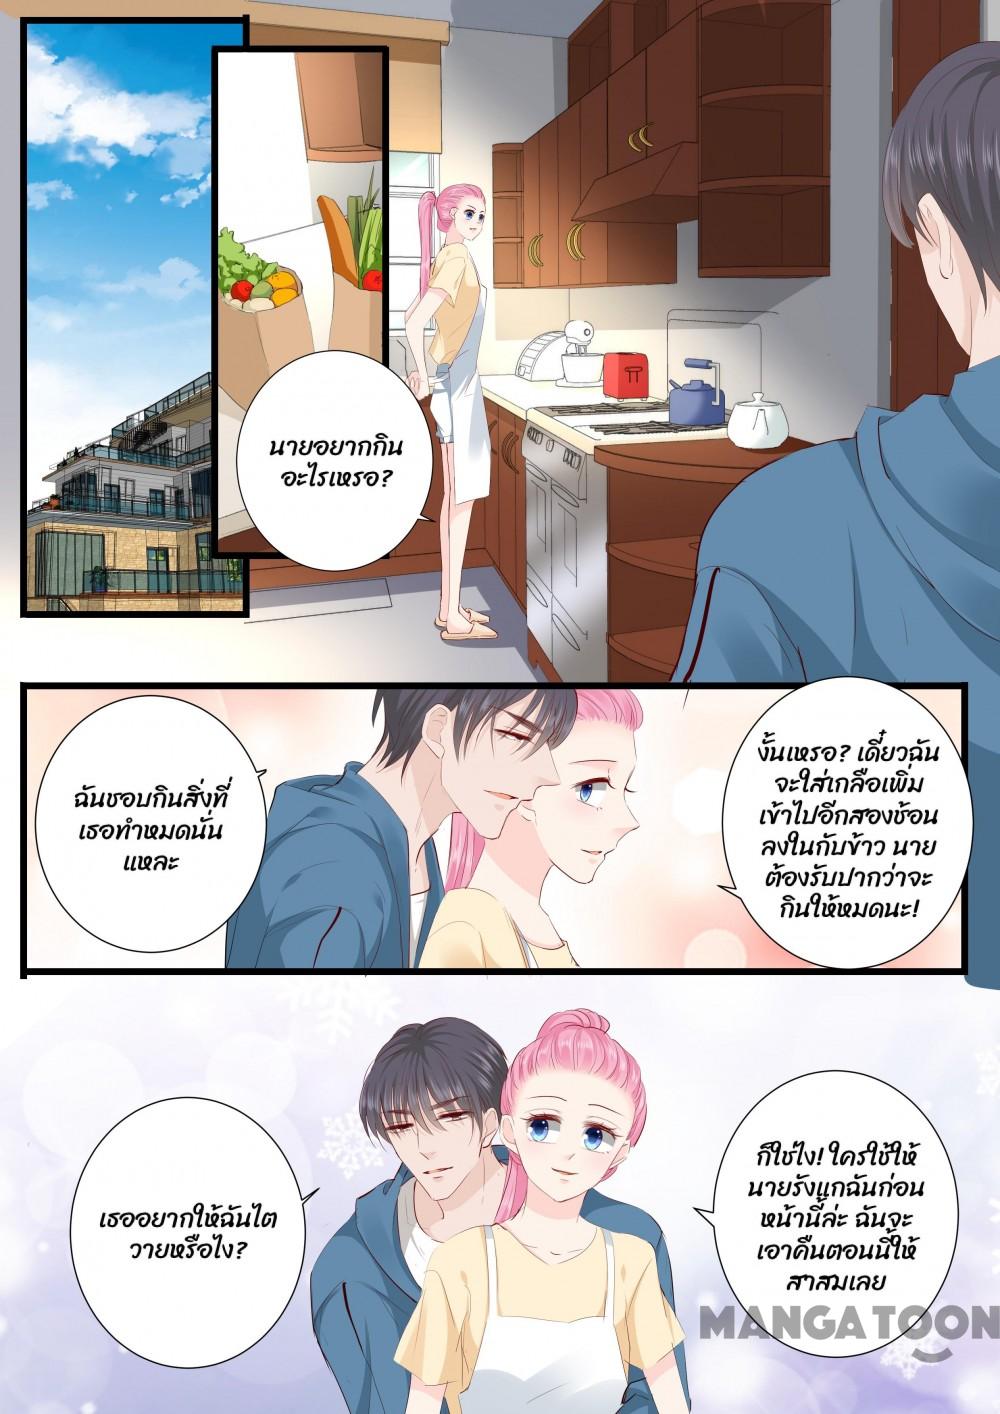 นายอยากกิน
อะไรเหรอ?
ฉันชอบกินสิ่งที่
เธอทำหมดนั่น
แหละ
งั้นเหรอ? เดี๋ยวฉัน
จะใส่เกลือเพิ่ม
เข้าไปอีกสองช้อน
ลงในกับข้าว นาย
ต้องรับปากว่าจะ
กินให้หมดนะ!
เธออยากให้ฉันไต
วายหรือไง?
ก็ใช่ไง! ใครใช้ให้
นายรังแกฉันก่อน
หน้านี้ล่ะ ฉันจะ
เอาคืนตอนนี้ให้
สาสมเลย
MANGATOON